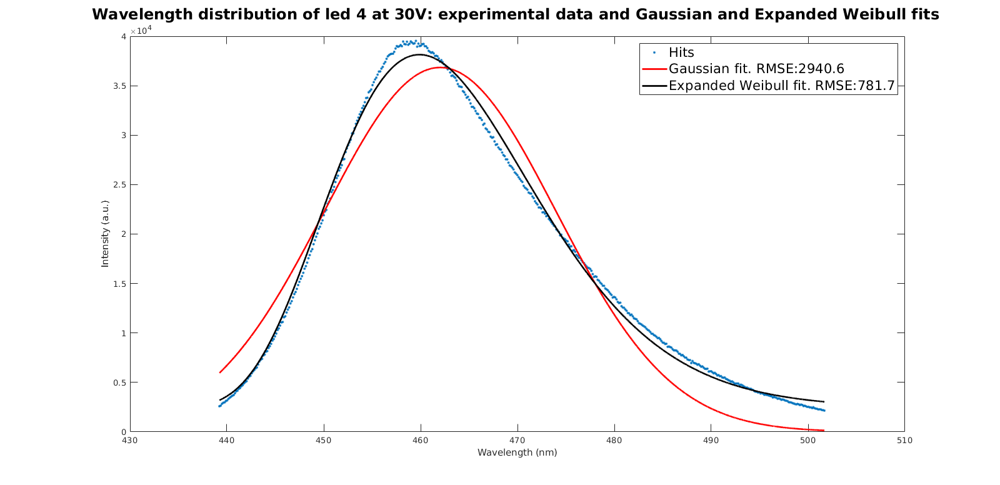 Wavelength distribution of led 4 at 30V: experimental data and Gaussian and Expanded Weibull fits
×10⁴
4
3.5
3
2.5
2
1.5
1
0.5
0
Intensity (a.u.)
Hits
Gaussian fit. RMSE:2940.6
Expanded Weibull fit. RMSE:781.7
430 440 450 460 470 480 490 500 510
Wavelength (nm)